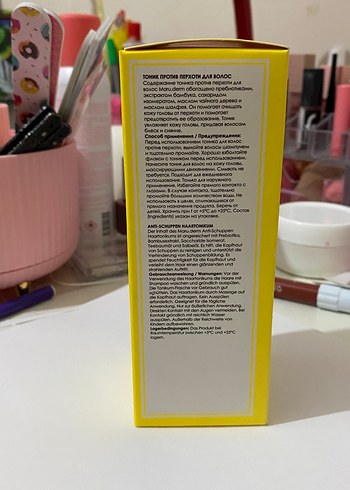 ТОНИК ПРОТИВ ПЕРХОТИ ДЛЯ ВОЛОС
Содержание тоника против перхоти для
волос Maru.derm обогащено пребиотиками,
экстрактом бамбука, сахаридом
изомератом, маслом чайного дерева и
маслом шалфея. Он помогает очищать
кожу головы от перхоти и помогает
предотвратить ее образование. Тоник
увлажняет кожу головы, придавая волосам
блеск и сияние.
Способ применения / Предупреждения:
Перед использованием тоника для волос
против перхоти, вымойте волосы шампунем
и тщательно промойте. Хорошо взболтайте
флакон с тоником перед использованием.
Нанесите тоник для волос на кожу головы,
массирующими движениями. Смывать не
требуется. Подходит для ежедневного
использования. Только для наружного
применения. Избегайте прямого контакта с
глазами. В случае контакта, тщательно
промойте большим количеством воды. Не
использовать в целях, отличающихся от
прямого назначения продукта. Беречь от
детей. Хранить при t от +5°C до +25°C. Состав
(Ingredients) указан на упаковке.
ANTI-SCHUPPEN HAARTONIKUM
Der Inhalt des Maru.derm Anti-Schuppen
Haartonikums ist angereichert mit Prebiotika,
Bambusextrakt, Saccharide Isomerat,
Teebaumöl und Salbeiöl. Es hilft, die Kopfhaut
von Schuppen zu reinigen und unterstützt die
Verhinderung von Schuppenbildung. Es
spendet Feuchtigkeit für die Kopfhaut und
verleiht dem Haar einen glänzenden und
strahlenden Auftritt.
Gebrauchsanweisung / Warnungen: Vor der
Verwendung des Haartonikums die Haare mit
Shampoo waschen und gründlich ausspülen.
Die Tonikum-Flasche vor Gebrauch gut
schütteln. Das Haartonikum durch Massage auf
die Kopfhaut auftragen. Kein Ausspülen
erforderlich. Geeignet für die tägliche
Anwendung. Nur zur äußerlichen Anwendung.
Direkten Kontakt mit den Augen vermeiden. Bei
Kontakt gründlich mit reichlich Wasser
ausspülen. Außerhalb der Reichweite von
Kindern aufbewahren.
Lagerbedingungen: Das Produkt bei
Raumtemperatur zwischen +5°C und +25°C
lagern.